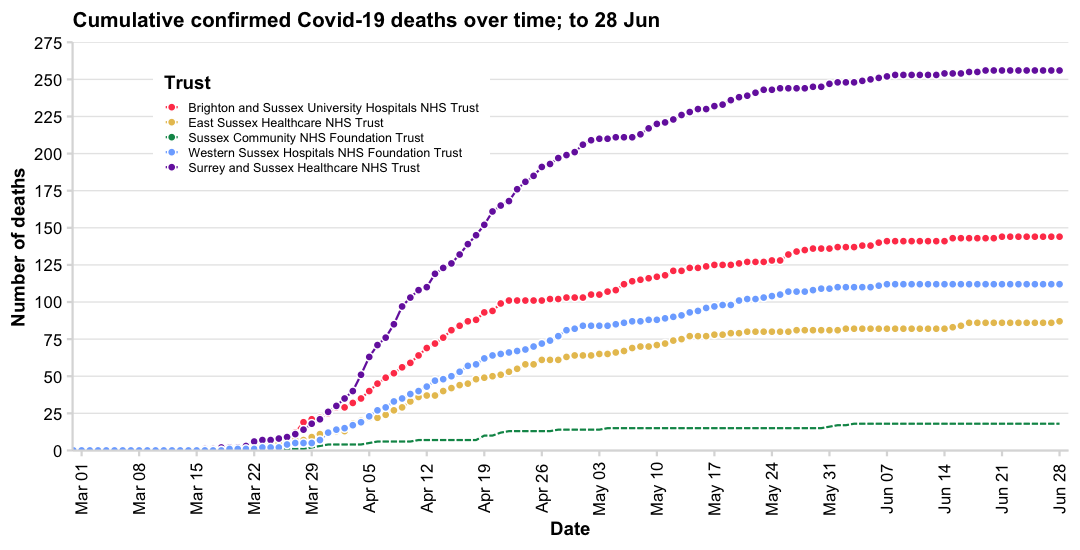 Cumulative confirmed Covid-19 deaths over time; to 28 Jun
275
250
225
200
175
150
125
100
75
50
25
0
Number of deaths
Trust
Brighton and Sussex University Hospitals NHS Trust
East Sussex Healthcare NHS Trust
Sussex Community NHS Foundation Trust
Western Sussex Hospitals NHS Foundation Trust
Surrey and Sussex Healthcare NHS Trust
Mar 01
Mar 08
Mar 15
Mar 22
Mar 29
Apr 05
Apr 12
Apr 19
Apr 26
May 03
May 10
May 17
May 24
May 31
Jun 07
Jun 14
Jun 21
Jun 28
Date